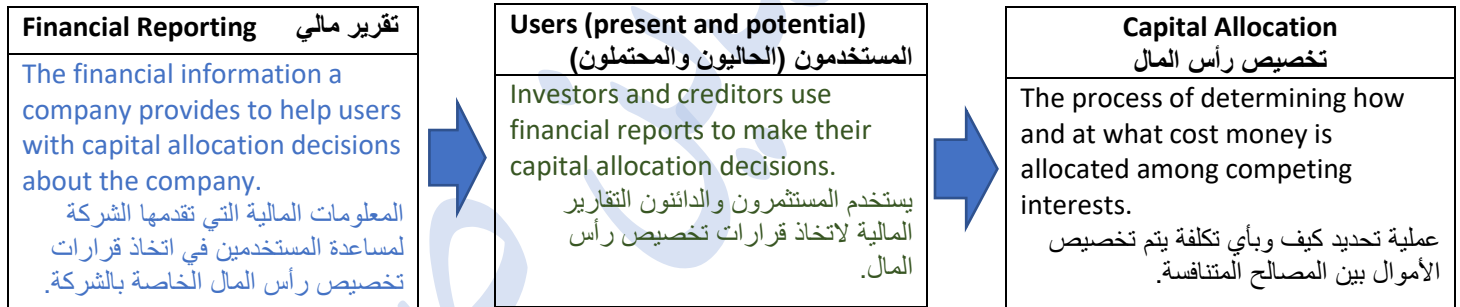 Financial Reporting تقرير مالي
The financial information a
company provides to help users
with capital allocation decisions
about the company.
المعلومات المالية التي تقدمها الشركة
لمساعدة المستخدمين في اتخاذ قرارات
تخصيص رأس المال الخاصة بالشركة.
Users (present and potential)
المستخدمون (الحاليون والمحتملون)
Investors and creditors use
financial reports to make their
capital allocation decisions.
يستخدم المستثمرون والدائنون التقارير
المالية لاتخاذ قرارات تخصيص رأس
المال.
Capital Allocation
تخصيص رأس المال
The process of determining how
and at what cost money is
allocated among competing
interests.
عملية تحديد كيف وبأي تكلفة يتم تخصيص
الأموال بين المصالح المتنافسة.